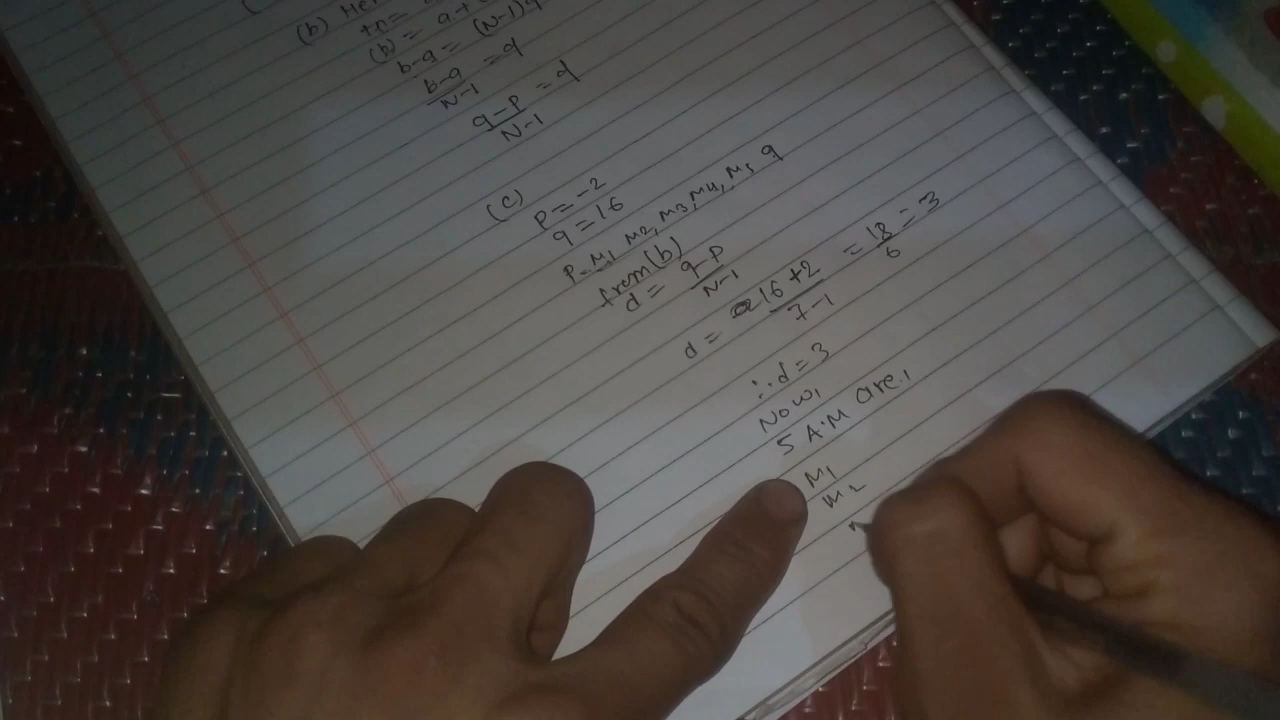 (b) Her
tn=
(b) = a+
b-a = (N-1)d
b-a/N-1 = d
q-p/N-1 = d
(c)
p = -2
q = 16
P = M1 M2, M3, M4, M5 q
from (b)
d = q-p/N-1
d = 16+2/7-1 = 18/6 = 3
∴ d = 3
Now,
5 A.M are,
M1
M2